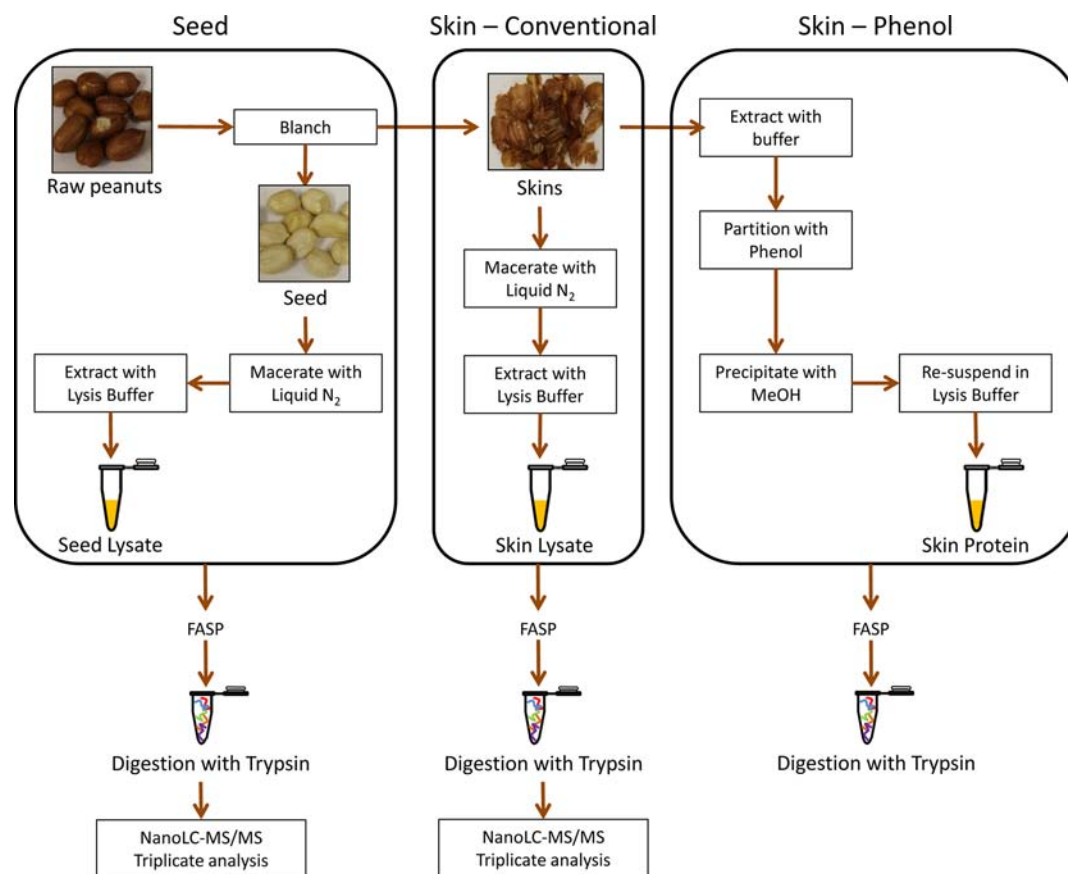 Seed
Raw peanuts
Blanch
Seed
Macerate with
Liquid N₂
Extract with
Lysis Buffer
Seed Lysate
FASP
Digestion with Trypsin
NanoLC-MS/MS
Triplicate analysis
Skin – Conventional
Skins
Macerate with
Liquid N₂
Extract with
Lysis Buffer
Skin Lysate
FASP
Digestion with Trypsin
NanoLC-MS/MS
Triplicate analysis
Skin – Phenol
Extract with
buffer
Partition with
Phenol
Precipitate with
MeOH
Re-suspend in
Lysis Buffer
Skin Protein
FASP
Digestion with Trypsin